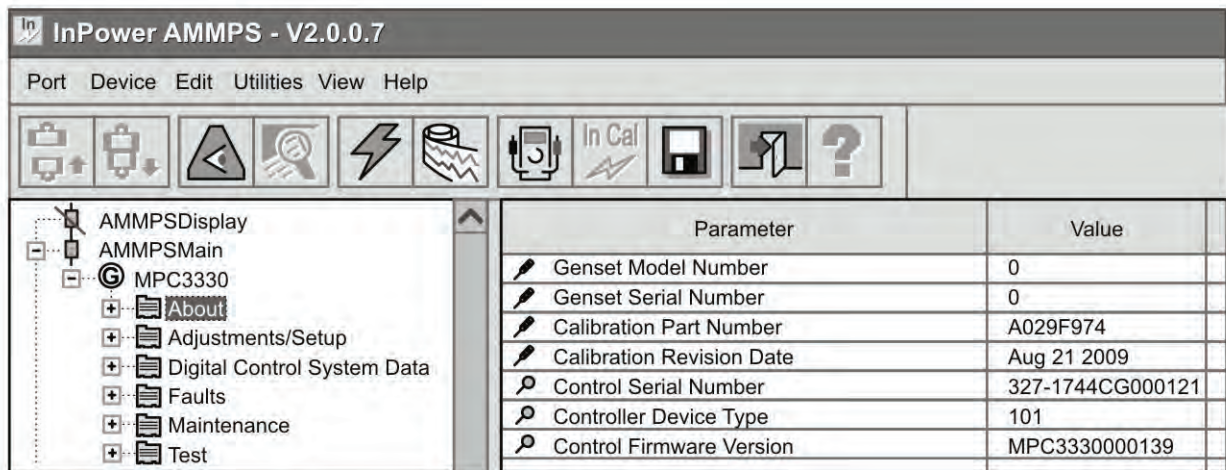 InPower AMMPS - V2.0.0.7
Port Device Edit Utilities View Help
In Cal
AMMPSDisplay
AMMPSMain
MPC3330
About
Adjustments/Setup
Digital Control System Data
Faults
Maintenance
Test
Parameter Value
Genset Model Number 0
Genset Serial Number 0
Calibration Part Number A029F974
Calibration Revision Date Aug 21 2009
Control Serial Number 327-1744CG000121
Controller Device Type 101
Control Firmware Version MPC3330000139